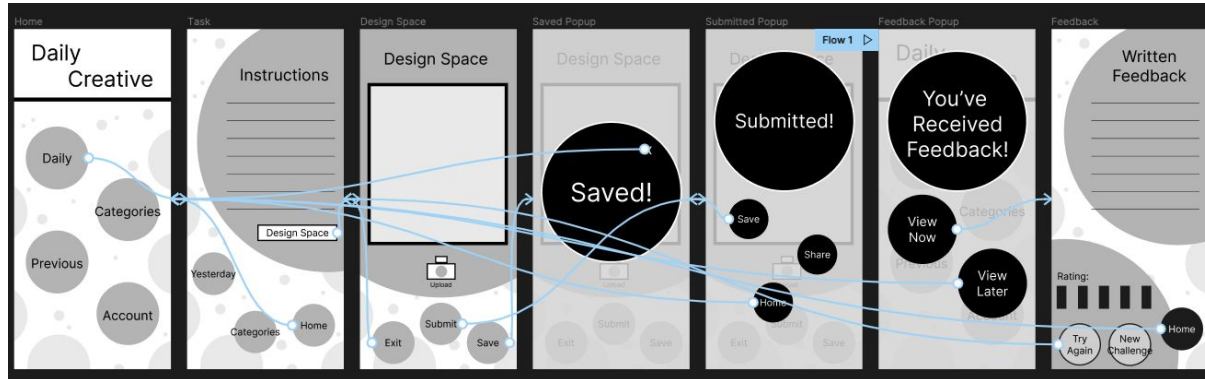 Home
Daily
Creative
Daily
Categories
Previous
Account
Task
Instructions
Design Space
Yesterday
Categories
Home
Design Space
Design Space
Upload
Submit
Exit
Save
Saved Popup
Design Space
Saved!
Upload
Submit
Exit
Save
Submitted Popup
Flow 1
Design Space
Submitted!
Save
Share
Home
Submit
Exit
Save
Feedback Popup
Daily
You've
Received
Feedback!
View
Now
Categories
Previous
View
Later
Account
Feedback
Written
Feedback
Rating:
Home
Try
Again
New
Challenge